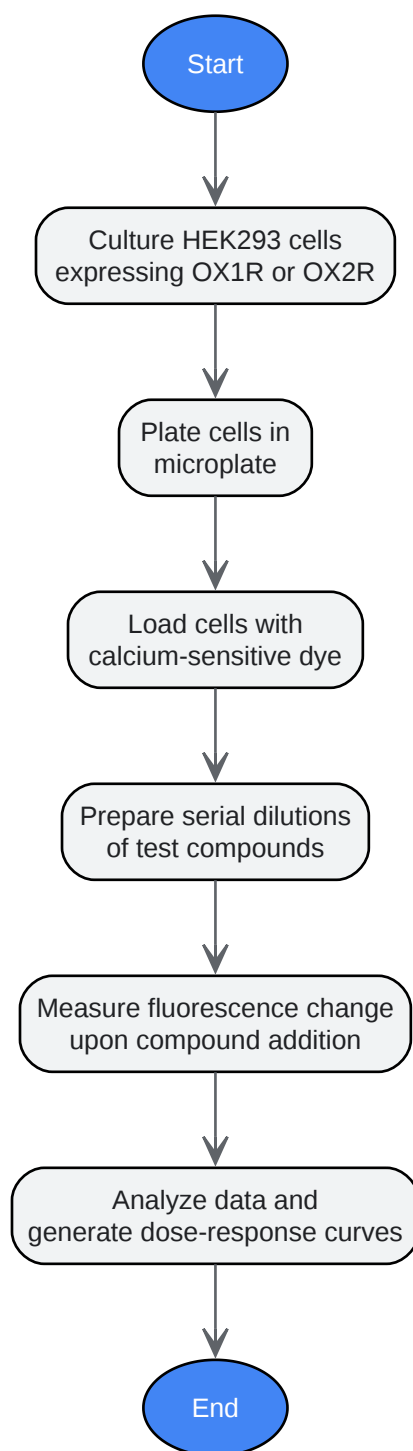 Start
Culture HEK293 cells
expressing OX1R or OX2R
Plate cells in
microplate
Load cells with
calcium-sensitive dye
Prepare serial dilutions
of test compounds
Measure fluorescence change
upon compound addition
Analyze data and
generate dose-response curves
End